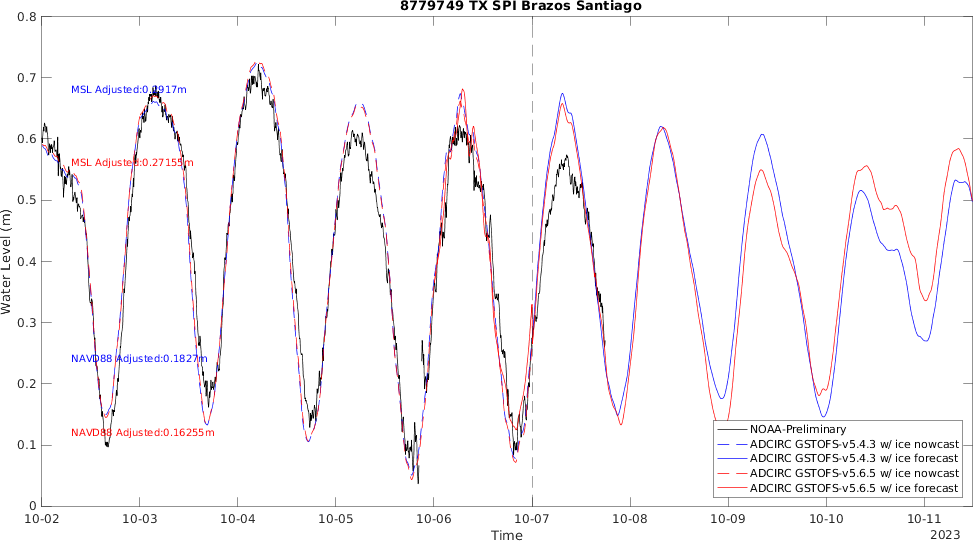 8779749 TX SPI Brazos Santiago
Water Level (m)
0.8
0.7
0.6
0.5
0.4
0.3
0.2
0.1
0
MSL Adjusted:0.2917m
MSL Adjusted:0.27155m
NAVD88 Adjusted:0.1827m
NAVD88 Adjusted:0.16255m
NOAA-Preliminary
ADCIRC GSTOFS-v5.4.3 w/ ice nowcast
ADCIRC GSTOFS-v5.4.3 w/ ice forecast
ADCIRC GSTOFS-v5.6.5 w/ ice nowcast
ADCIRC GSTOFS-v5.6.5 w/ ice forecast
10-02 10-03 10-04 10-05 10-06 10-07 10-08 10-09 10-10 10-11
Time
2023